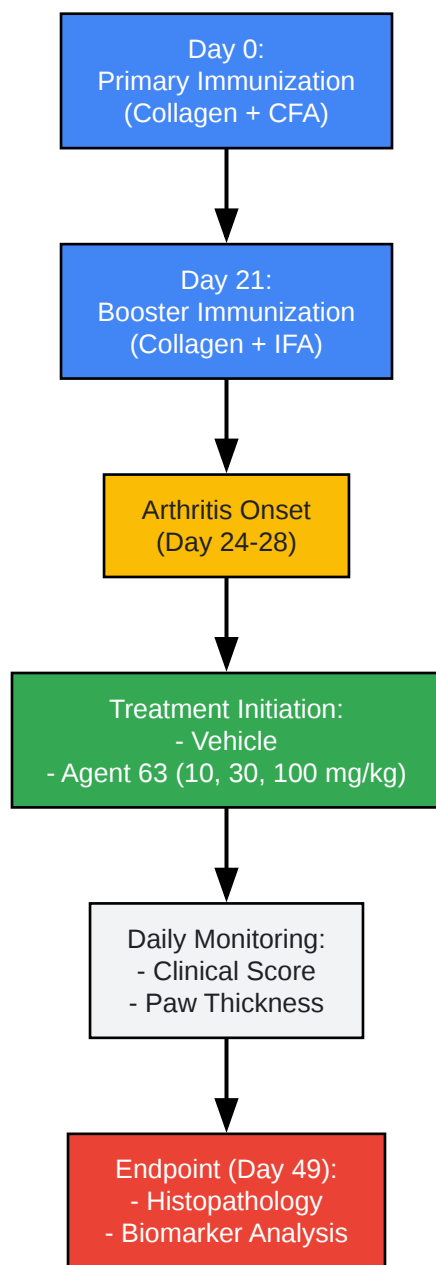 Day 0:
Primary Immunization
(Collagen + CFA)
Day 21:
Booster Immunization
(Collagen + IFA)
Arthritis Onset
(Day 24-28)
Treatment Initiation:
- Vehicle
- Agent 63 (10, 30, 100 mg/kg)
Daily Monitoring:
- Clinical Score
- Paw Thickness
Endpoint (Day 49):
- Histopathology
- Biomarker Analysis